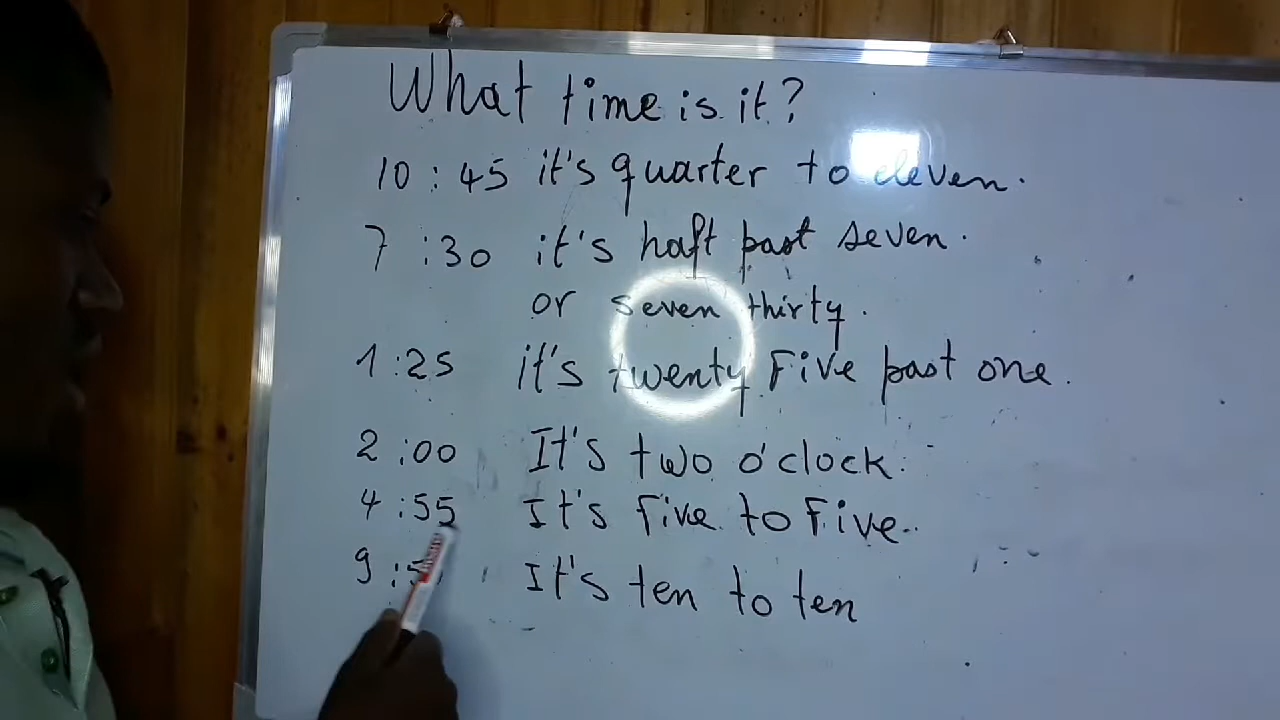 What time is it?
10:45 it's quarter to eleven.
7:30 it's haft past seven.
or seven thirty.
1:25 it's twenty Five past one.
2:00 It's two o'clock.
4:55 It's Five to Five.
It's ten to ten